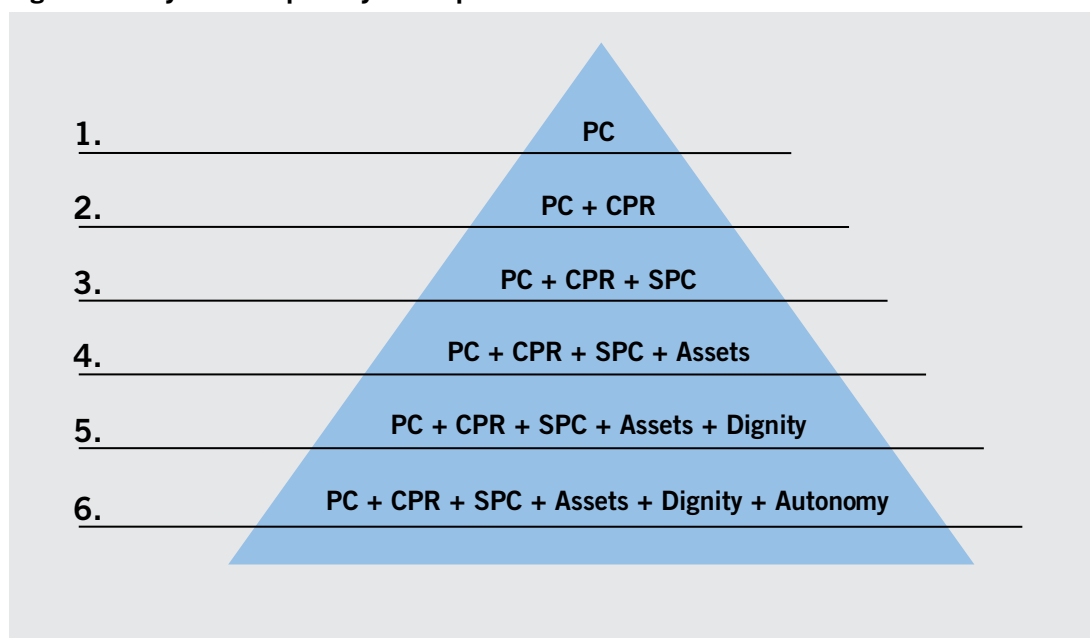 1. PC
2. PC + CPR
3. PC + CPR + SPC
4. PC + CPR + SPC + Assets
5. PC + CPR + SPC + Assets + Dignity
6. PC + CPR + SPC + Assets + Dignity + Autonomy